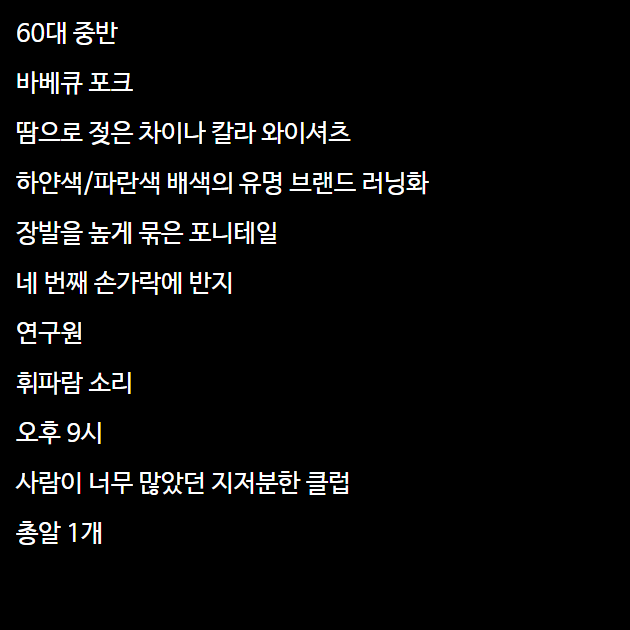 60대 중반
바베큐 포크
땀으로 젖은 차이나 칼라 와이셔츠
하얀색/파란색 배색의 유명 브랜드 러닝화
장발을 높게 묶은 포니테일
네 번째 손가락에 반지
연구원
휘파람 소리
오후 9시
사람이 너무 많았던 지저분한 클럽
총알 1개